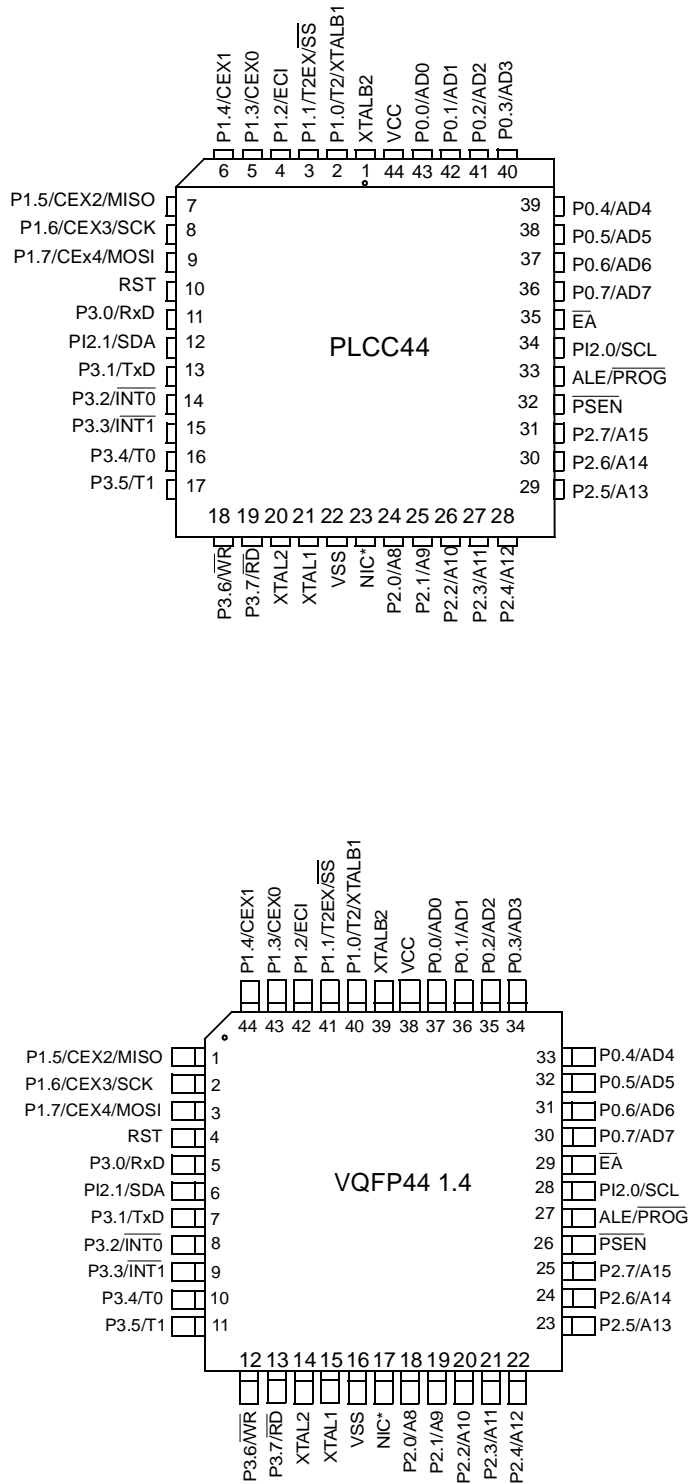 P1.4/CEX1
P1.3/CEX0
P1.2/ECI
P1.1/T2EX/SS
P1.0/T2/XTALB1
XTALB2
VCC
P0.0/AD0
P0.1/AD1
P0.2/AD2
P0.3/AD3
6 5 4 3 2 1 44 43 42 41 40
P1.5/CEX2/MISO 7
P1.6/CEX3/SCK 8
P1.7/CEx4/MOSI 9
RST 10
P3.0/RxD 11
PI2.1/SDA 12
P3.1/TxD 13
P3.2/INT0 14
P3.3/INT1 15
P3.4/T0 16
P3.5/T1 17
PLCC44
39 P0.4/AD4
38 P0.5/AD5
37 P0.6/AD6
36 P0.7/AD7
35 EA
34 PI2.0/SCL
33 ALE/PROG
32 PSEN
31 P2.7/A15
30 P2.6/A14
29 P2.5/A13
18 19 20 21 22 23 24 25 26 27 28
P3.6/WR
P3.7/RD
XTAL2
XTAL1
VSS
NIC*
P2.0/A8
P2.1/A9
P2.2/A10
P2.3/A11
P2.4/A12
P1.4/CEX1
P1.3/CEX0
P1.2/ECI
P1.1/T2EX/SS
P1.0/T2/XTALB1
XTALB2
VCC
P0.0/AD0
P0.1/AD1
P0.2/AD2
P0.3/AD3
44 43 42 41 40 39 38 37 36 35 34
P1.5/CEX2/MISO 1
P1.6/CEX3/SCK 2
P1.7/CEX4/MOSI 3
RST 4
P3.0/RxD 5
PI2.1/SDA 6
P3.1/TxD 7
P3.2/INT0 8
P3.3/INT1 9
P3.4/T0 10
P3.5/T1 11
VQFP44 1.4
33 P0.4/AD4
32 P0.5/AD5
31 P0.6/AD6
30 P0.7/AD7
29 EA
28 PI2.0/SCL
27 ALE/PROG
26 PSEN
25 P2.7/A15
24 P2.6/A14
23 P2.5/A13
12 13 14 15 16 17 18 19 20 21 22
P3.6/WR
P3.7/RD
XTAL2
XTAL1
VSS
NIC*
P2.0/A8
P2.1/A9
P2.2/A10
P2.3/A11
P2.4/A12